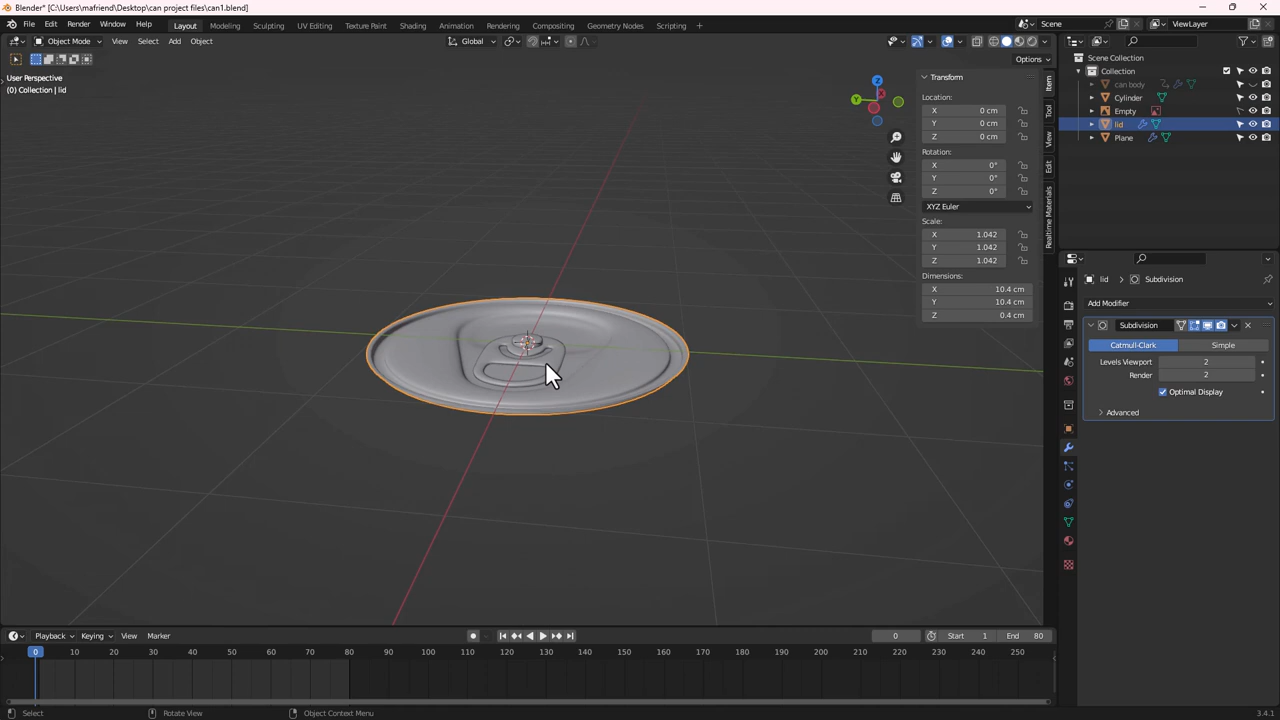 Blender* [C:\Users\mafriend\Desktop\can project files\can1.blend]
File Edit Render Window Help Layout Modeling Sculpting UV Editing Texture Paint Shading Animation Rendering Compositing Geometry Nodes Scripting + Scene ViewLayer
Object Mode View Select Add Object Global
Options
User Perspective
(0) Collection | lid
Z
Y
Item
Tool
View
Edit
Realtime Materials
Transform
Location:
X 0 cm
Y 0 cm
Z 0 cm
Rotation:
X 0°
Y 0°
Z 0°
XYZ Euler
Scale:
X 1.042
Y 1.042
Z 1.042
Dimensions:
X 10.4 cm
Y 10.4 cm
Z 0.4 cm
Scene Collection
Collection
can body
Cylinder
Empty
lid
Plane
lid > Subdivision
Add Modifier
Subdivision
Catmull-Clark Simple
Levels Viewport 2
Render 2
Optimal Display
Advanced
Playback Keying View Marker 0 Start 1 End 80
0 10 20 30 40 50 60 70 80 90 100 110 120 130 140 150 160 170 180 190 200 210 220 230 240 250
Select Rotate View Object Context Menu 3.4.1